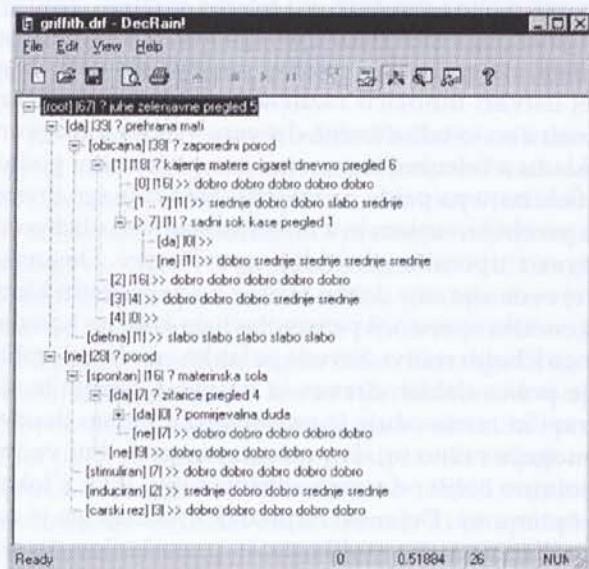 griffith.drf - DecRain!
File Edit View Help
[root] [67] ? juhe zelenjavne pregled 5
[da] [39] ? prehrana mati
[obicajna] [38] ? zaporedni porod
[1] [18] ? kajenje matere cigaret dnevno pregled 6
[0] [16] >> dobro dobro dobro dobro dobro
[1 .. 7] [1] >> srednje dobro dobro slabo srednje
[> 7] [1] ? sadni sok kase pregled 1
[da] [0] >>
[ne] [1] >> dobro srednje srednje srednje srednje
[2] [16] >> dobro dobro dobro dobro dobro
[3] [4] >> dobro dobro dobro srednje srednje
[4] [0] >>
[dietna] [1] >> slabo slabo slabo slabo slabo
[ne] [28] ? porod
[spontan] [16] ? materinska sola
[da] [7] ? zitarice pregled 4
[da] [0] ? pomirjevalna duda
[ne] [7] >> dobro dobro dobro dobro dobro
[ne] [9] >> dobro dobro dobro dobro dobro
[stimuliran] [7] >> dobro dobro dobro dobro dobro
[induciran] [2] >> srednje dobro dobro srednje srednje
[carski rez] [3] >> dobro dobro dobro dobro dobro
Ready 0 0.51884 26 NUM